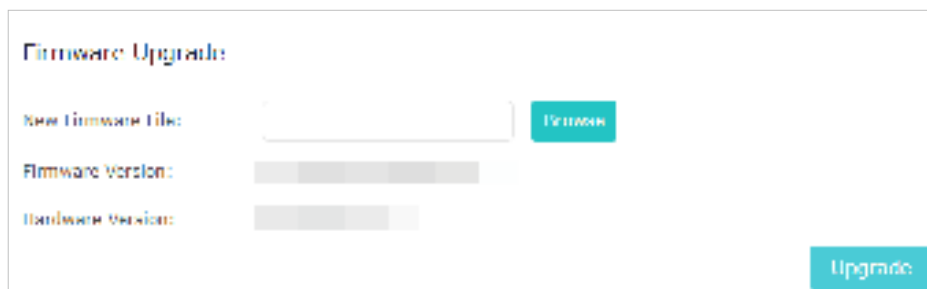 Firmware Upgrade
New Firmware File: Browse
Firmware Version:
Hardware Version:
Upgrade